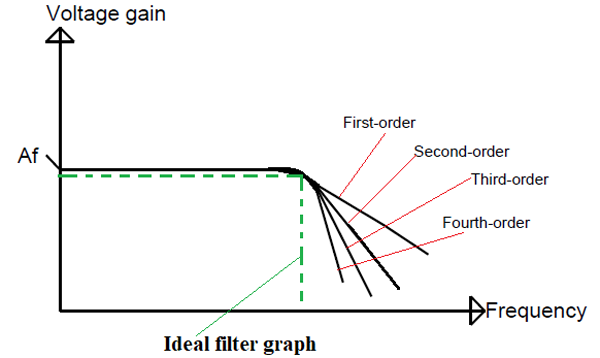 Voltage gain
Af
First-order
Second-order
Third-order
Fourth-order
Frequency
Ideal filter graph